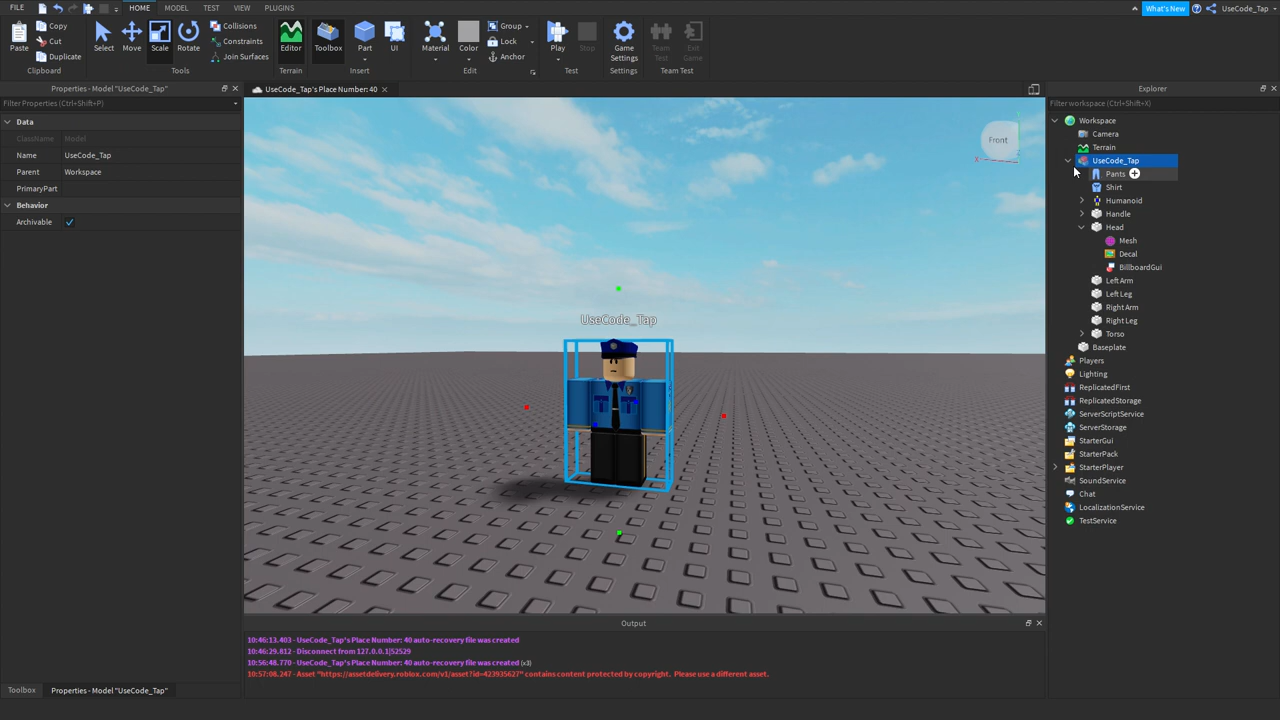 FILE
HOME
MODEL
TEST
VIEW
PLUGINS
What's New
UseCode_Tap
Paste
Copy
Cut
Duplicate
Clipboard
Select
Move
Scale
Rotate
Collisions
Constraints
Join Surfaces
Tools
Editor
Terrain
Toolbox
Part
UI
Insert
Material
Color
Group
Lock
Anchor
Edit
Play
Stop
Test
Game Settings
Settings
Team Test
Exit Game
Team Test
Properties - Model "UseCode_Tap"
Filter Properties (Ctrl+Shift+P)
Data
ClassName Model
Name UseCode_Tap
Parent Workspace
PrimaryPart
Behavior
Archivable
UseCode_Tap's Place Number: 40
Front
X
UseCode_Tap
Explorer
Filter workspace (Ctrl+Shift+X)
Workspace
Camera
Terrain
UseCode_Tap
Pants
Shirt
Humanoid
Handle
Head
Mesh
Decal
BillboardGui
Left Arm
Left Leg
Right Arm
Right Leg
Torso
Baseplate
Players
Lighting
ReplicatedFirst
ReplicatedStorage
ServerScriptService
ServerStorage
StarterGui
StarterPack
StarterPlayer
SoundService
Chat
LocalizationService
TestService
Output
10:46:13.403 - UseCode_Tap's Place Number: 40 auto-recovery file was created
10:46:29.812 - Disconnect from 127.0.0.1|52529
10:56:48.770 - UseCode_Tap's Place Number: 40 auto-recovery file was created (x3)
10:57:08.247 - Asset "https://assetdelivery.roblox.com/v1/asset?id=423935627" contains content protected by copyright. Please use a different asset.
Toolbox
Properties - Model "UseCode_Tap"